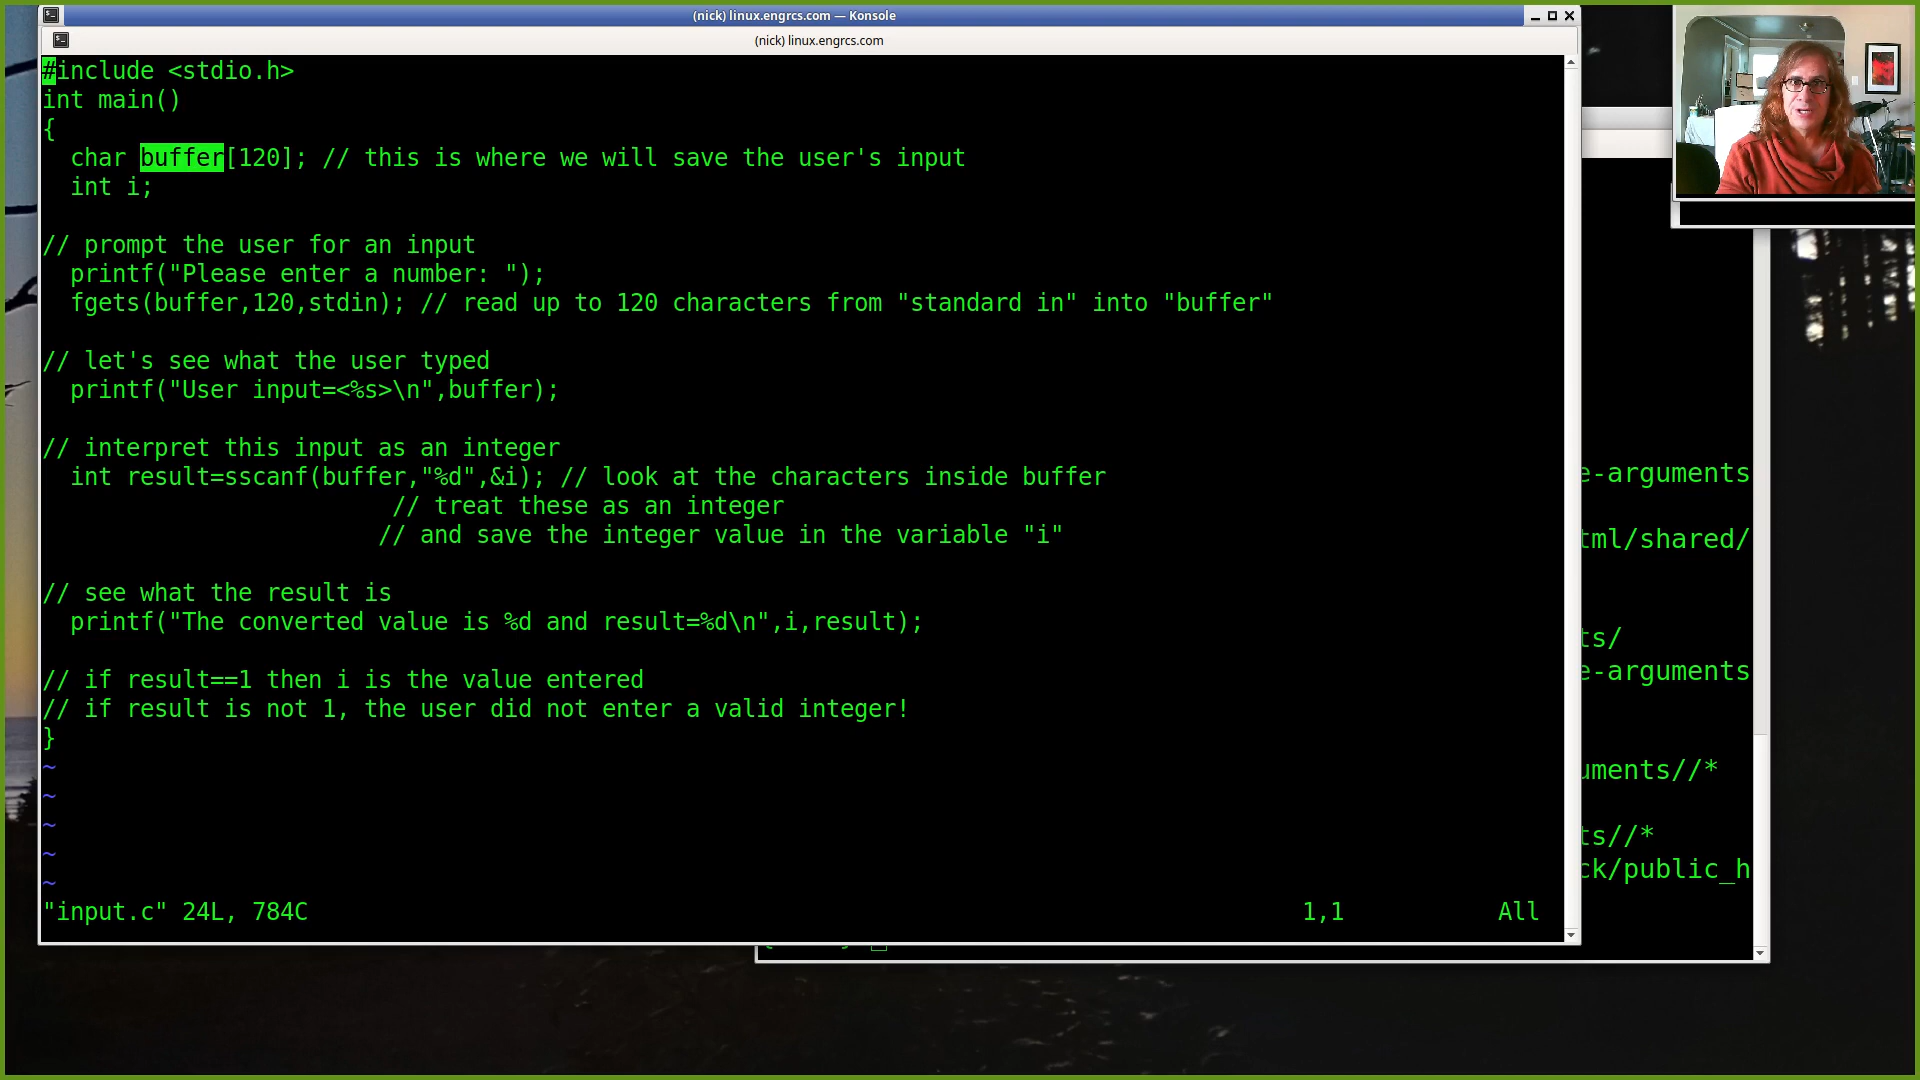 (nick) linux.engrcs.com — Konsole
(nick) linux.engrcs.com
#include <stdio.h>
int main()
{
  char buffer[120]; // this is where we will save the user's input
  int i;
// prompt the user for an input
  printf("Please enter a number: ");
  fgets(buffer,120,stdin); // read up to 120 characters from "standard in" into "buffer"
// let's see what the user typed
  printf("User input=<%s>\n",buffer);
// interpret this input as an integer
  int result=sscanf(buffer,"%d",&i); // look at the characters inside buffer
                         // treat these as an integer
                        // and save the integer value in the variable "i"
// see what the result is
  printf("The converted value is %d and result=%d\n",i,result);
// if result==1 then i is the value entered
// if result is not 1, the user did not enter a valid integer!
}
~
~
~
~
~
"input.c" 24L, 784C 1,1 All
e-arguments
tml/shared/
ts/
e-arguments
uments//*
ts//*
ck/public_h